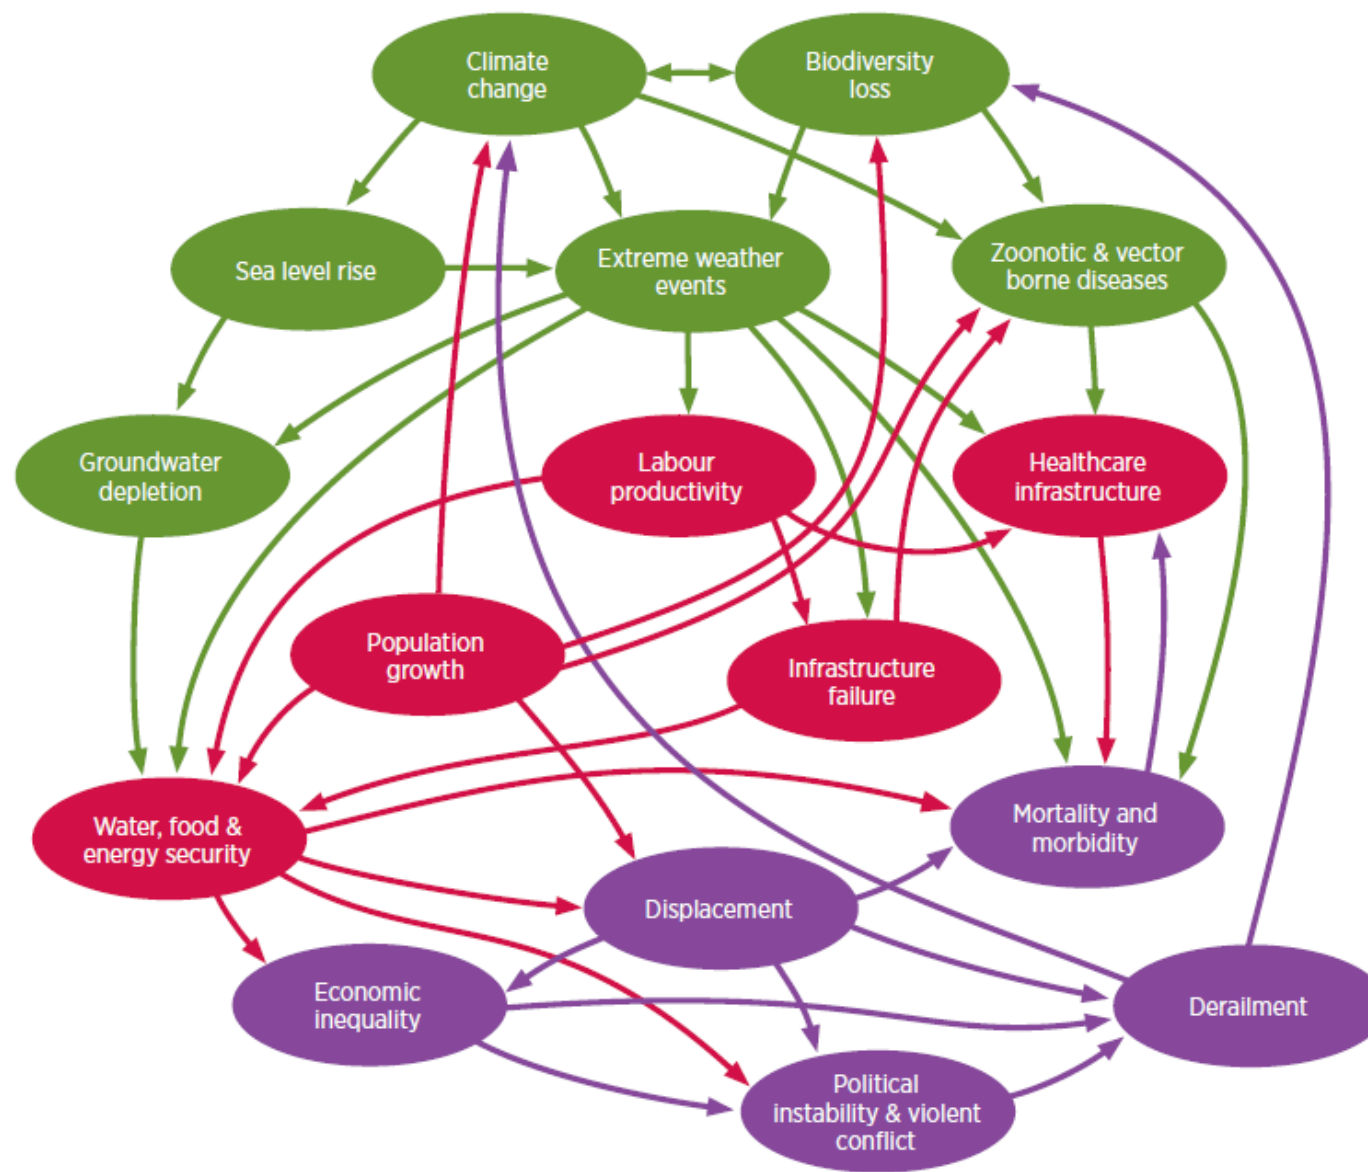 Climate
change
Biodiversity
loss
Sea level rise
Extreme weather
events
Zoonotic & vector
borne diseases
Groundwater
depletion
Labour
productivity
Healthcare
infrastructure
Population
growth
Infrastructure
failure
Water, food &
energy security
Mortality and
morbidity
Displacement
Economic
inequality
Derailment
Political
instability & violent
conflict